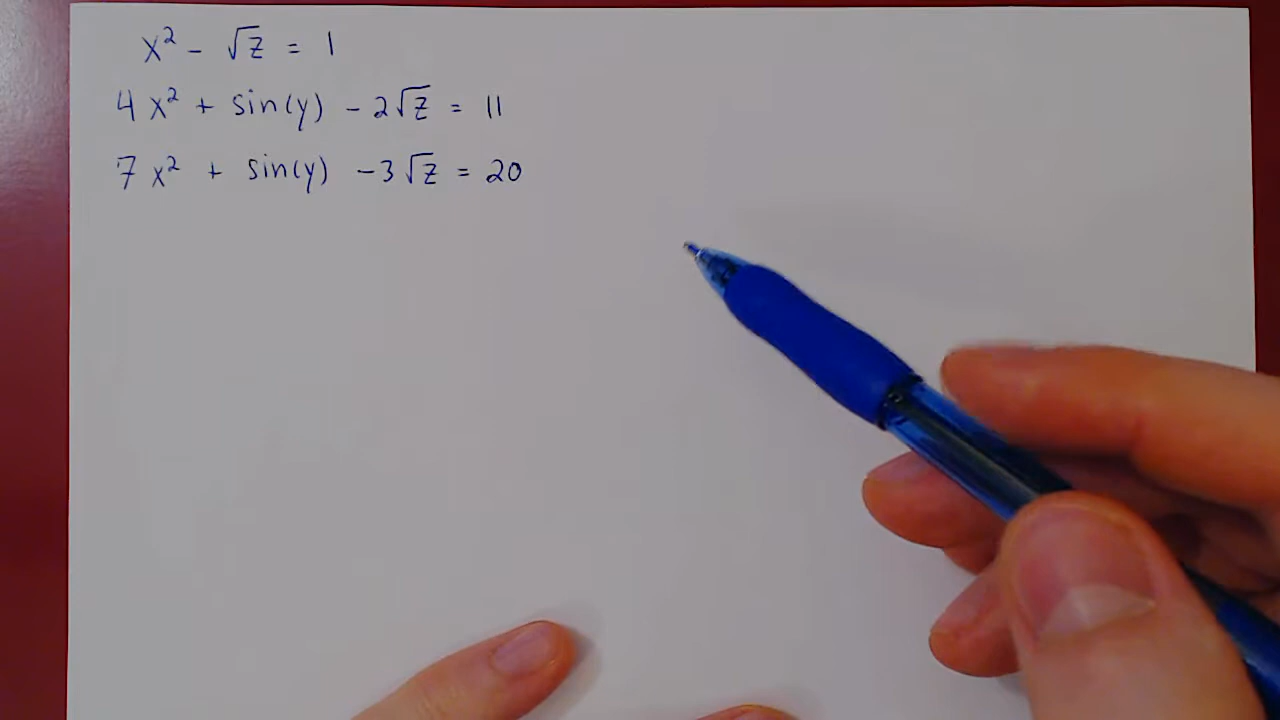 x² - √z = 1
4x² + sin(y) - 2√z = 11
7x² + sin(y) - 3√z = 20